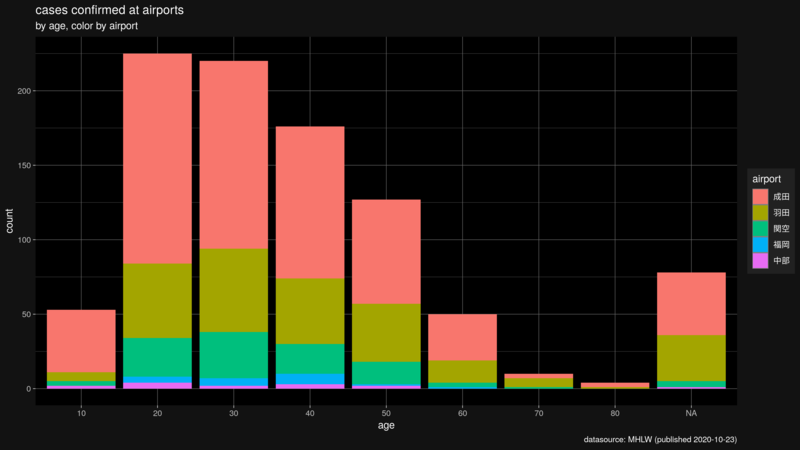 cases confirmed at airports
by age, color by airport
count
200
150
100
50
0
10 20 30 40 50 60 70 80 NA
age
airport
成田
羽田
関空
福岡
中部
datasource: MHLW (published 2020-10-23)